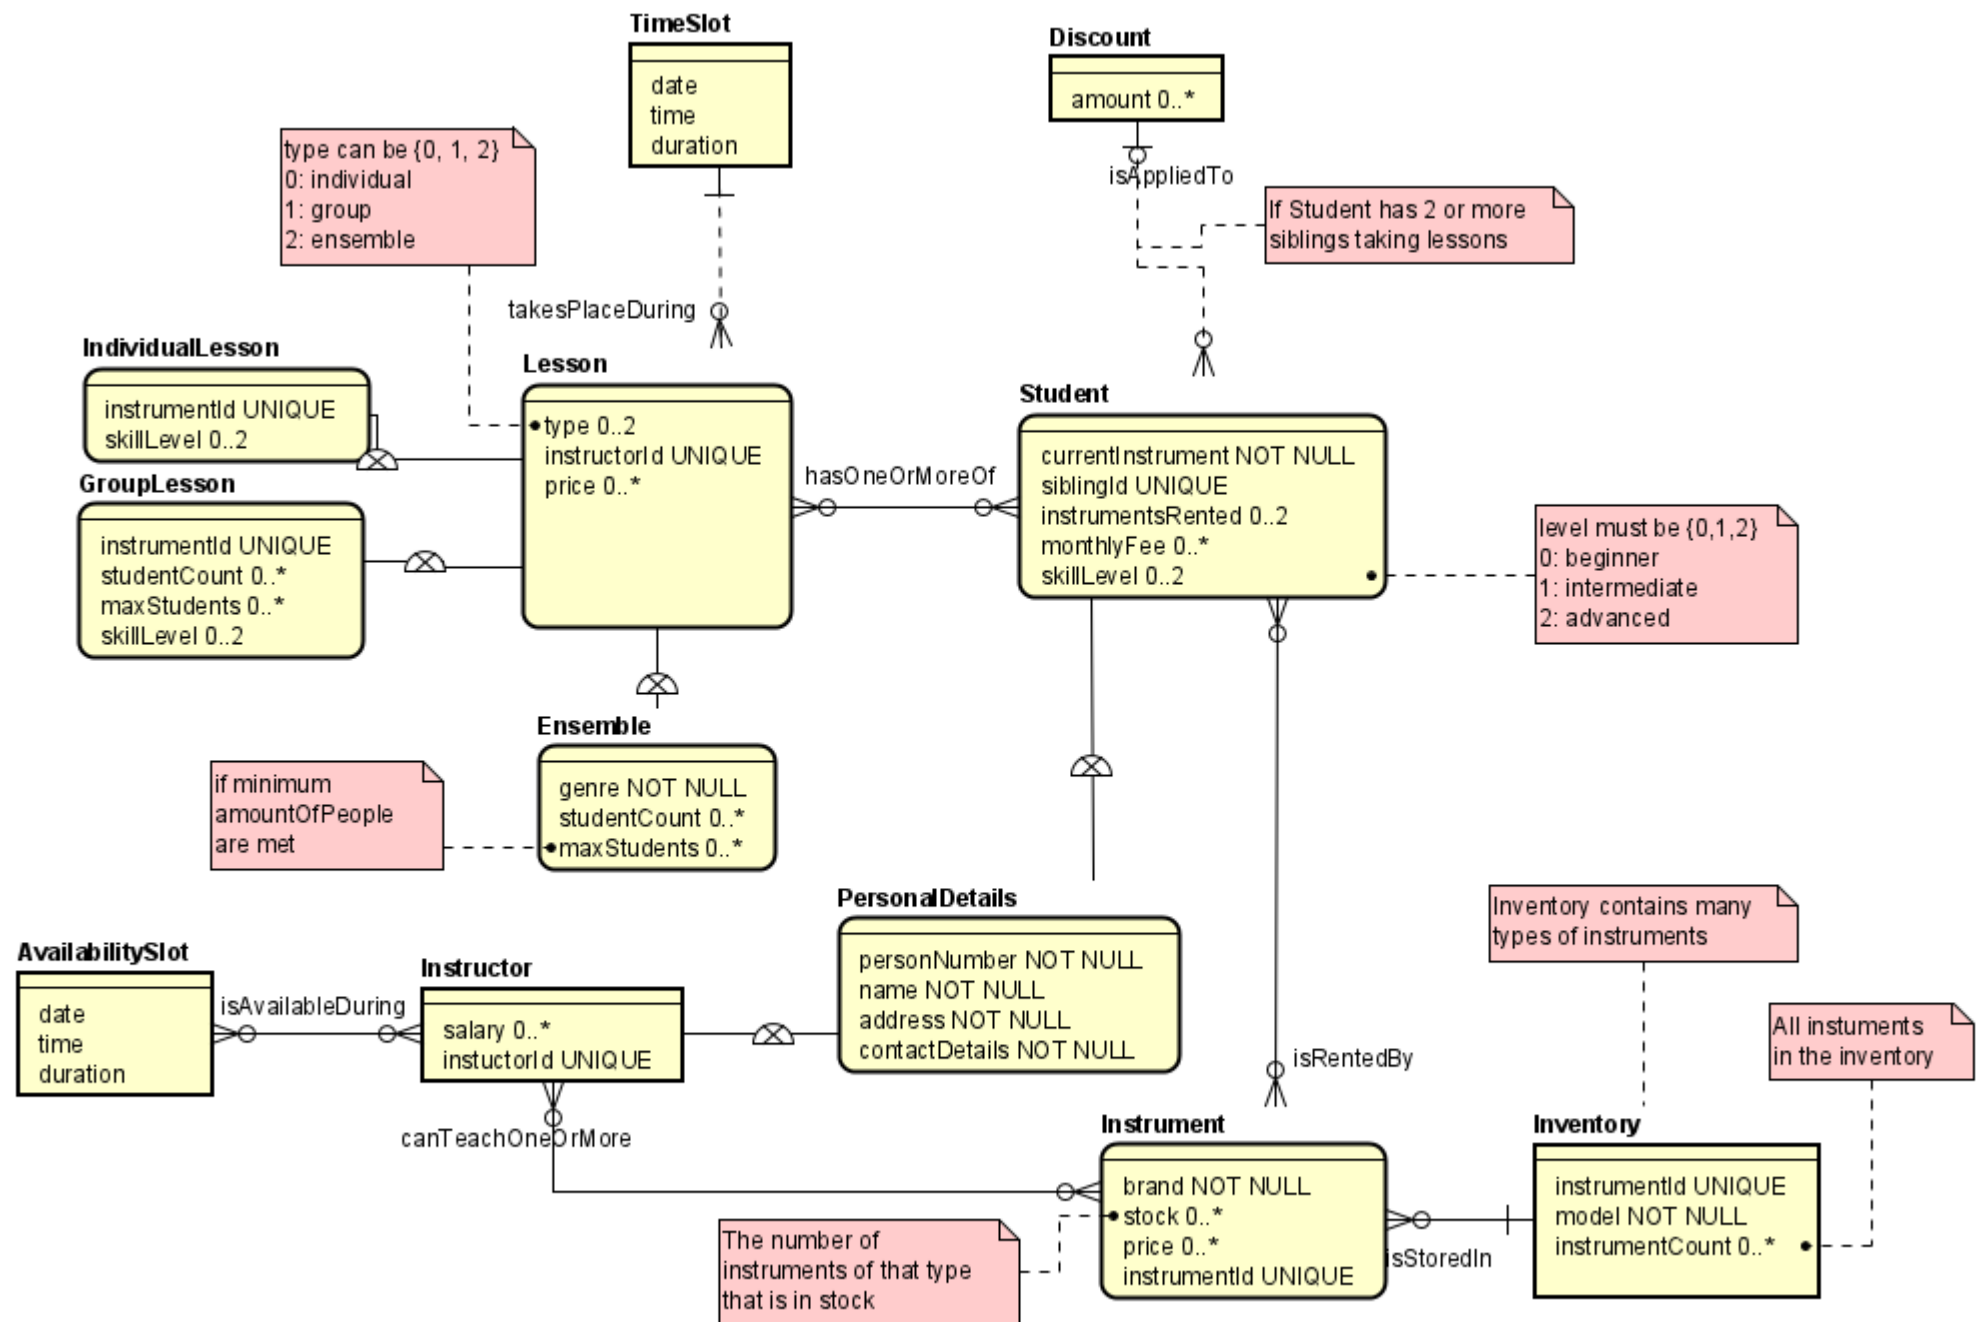 TimeSlot
date
time
duration
Discount
amount 0..*
isAppliedTo
If Student has 2 or more
siblings taking lessons
type can be {0, 1, 2}
0: individual
1: group
2: ensemble
takesPlaceDuring
IndividualLesson
instrumentId UNIQUE
skillLevel 0..2
GroupLesson
instrumentId UNIQUE
studentCount 0..*
maxStudents 0..*
skillLevel 0..2
Lesson
type 0..2
instructorId UNIQUE
price 0..*
hasOneOrMoreOf
Student
currentInstrument NOT NULL
siblingId UNIQUE
instrumentsRented 0..2
monthlyFee 0..*
skillLevel 0..2
level must be {0,1,2}
0: beginner
1: intermediate
2: advanced
Ensemble
genre NOT NULL
studentCount 0..*
maxStudents 0..*
if minimum
amountOfPeople
are met
PersonalDetails
personNumber NOT NULL
name NOT NULL
address NOT NULL
contactDetails NOT NULL
AvailabilitySlot
date
time
duration
isAvailableDuring
Instructor
salary 0..*
instuctorId UNIQUE
canTeachOneOrMore
isRentedBy
Inventory contains many
types of instruments
All instuments
in the inventory
Instrument
brand NOT NULL
stock 0..*
price 0..*
instrumentId UNIQUE
The number of
instruments of that type
that is in stock
isStoredIn
Inventory
instrumentId UNIQUE
model NOT NULL
instrumentCount 0..*